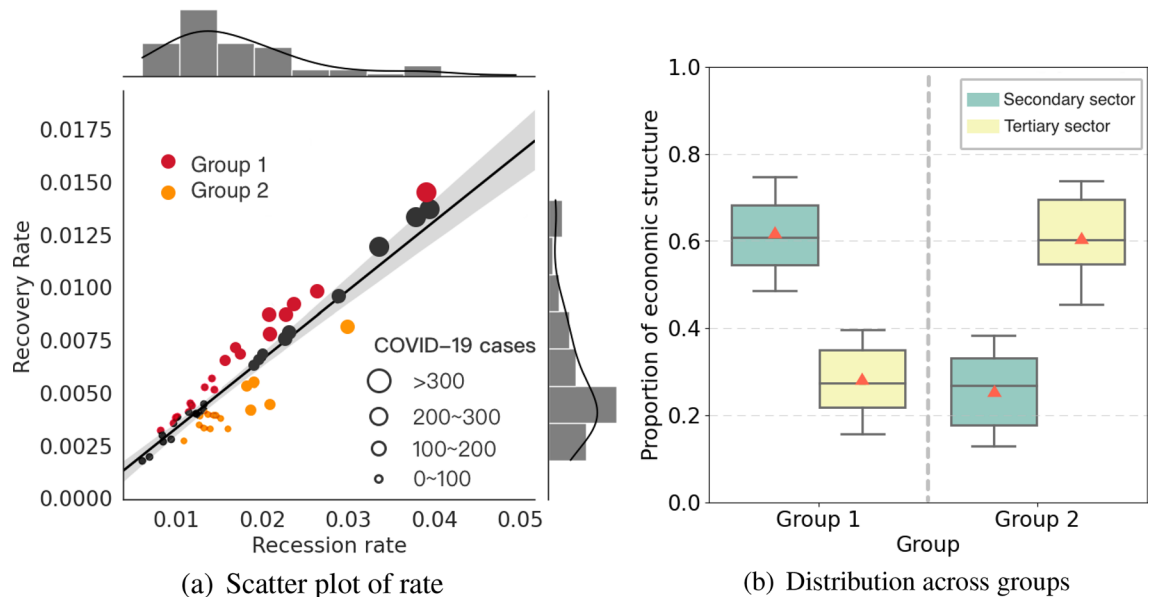 0.0175
0.0150
0.0125
0.0100
0.0075
0.0050
0.0025
0.0000
Recovery Rate
Group 1
Group 2
COVID–19 cases
>300
200~300
100~200
0~100
0.01 0.02 0.03 0.04 0.05
Recession rate
(a) Scatter plot of rate
1.0
0.8
0.6
0.4
0.2
0.0
Proportion of economic structure
Secondary sector
Tertiary sector
Group 1 Group 2
Group
(b) Distribution across groups